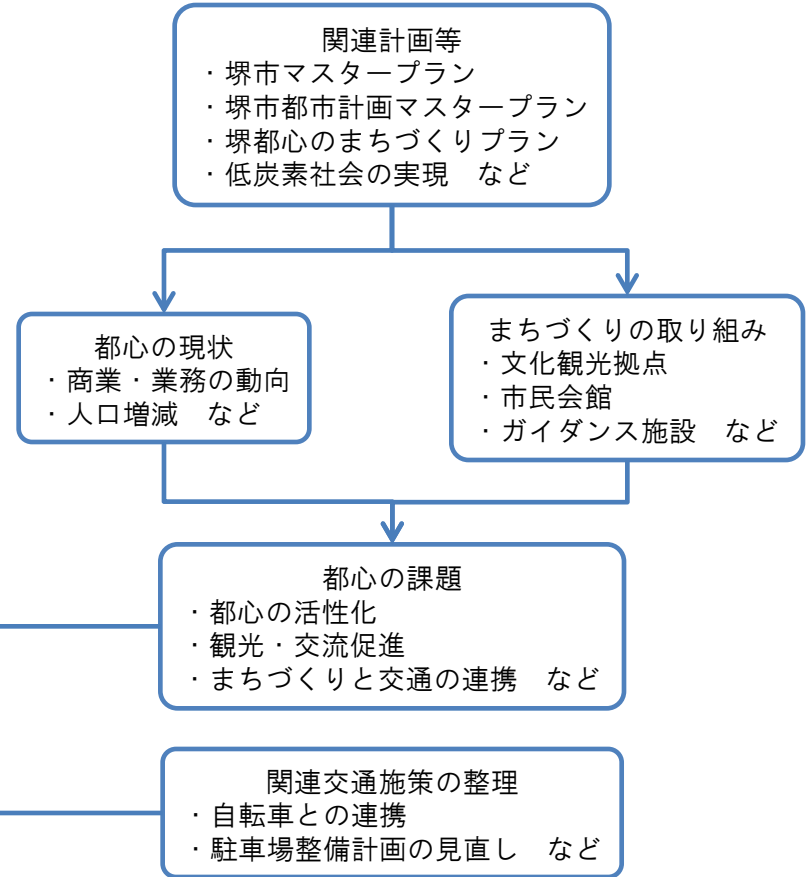 関連計画等
・堺市マスタープラン
・堺市都市計画マスタープラン
・堺都心のまちづくりプラン
・低炭素社会の実現　など
都心の現状
・商業・業務の動向
・人口増減　など
まちづくりの取り組み
・文化観光拠点
・市民会館
・ガイダンス施設　など
都心の課題
・都心の活性化
・観光・交流促進
・まちづくりと交通の連携　など
関連交通施策の整理
・自転車との連携
・駐車場整備計画の見直し　など